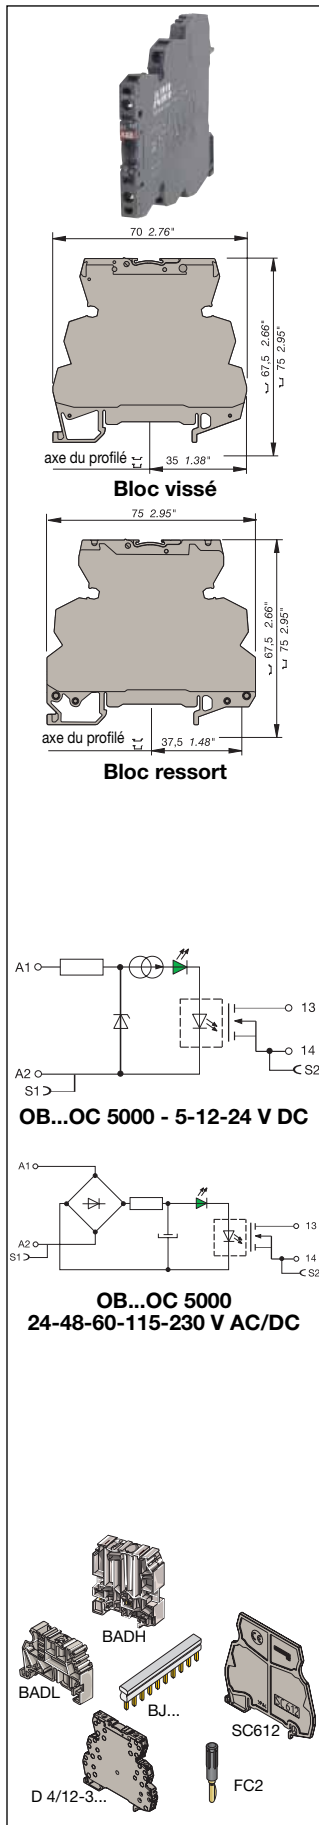 ABB
70 2.76"
67,5 2.66"
75 2.95"
axe du profilé
35 1.38"
Bloc vissé
75 2.95"
67,5 2.66"
75 2.95"
axe du profilé
37,5 1.48"
Bloc ressort
A1
13
14
A2
S1
S2
OB...OC 5000 - 5-12-24 V DC
A1
13
A2
S1
14
S2
OB...OC 5000
24-48-60-115-230 V AC/DC
BADH
BADL
BJ...
SC612
SC612
D 4/12-3...
FC2